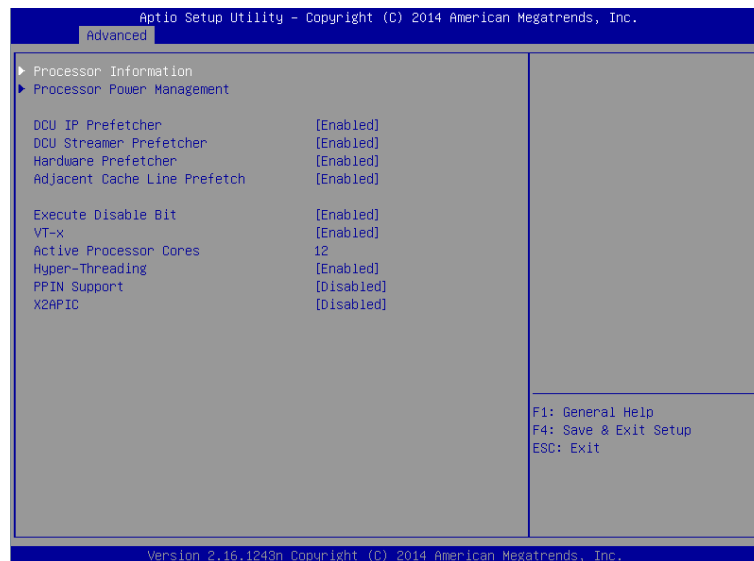 Aptio Setup Utility – Copyright (C) 2014 American Megatrends, Inc.
Advanced
Processor Information
Processor Power Management
DCU IP Prefetcher [Enabled]
DCU Streamer Prefetcher [Enabled]
Hardware Prefetcher [Enabled]
Adjacent Cache Line Prefetch [Enabled]
Execute Disable Bit [Enabled]
VT-x [Enabled]
Active Processor Cores 12
Hyper-Threading [Enabled]
PPIN Support [Disabled]
X2APIC [Disabled]
F1: General Help
F4: Save & Exit Setup
ESC: Exit
Version 2.16.1243n Copyright (C) 2014 American Megatrends, Inc.